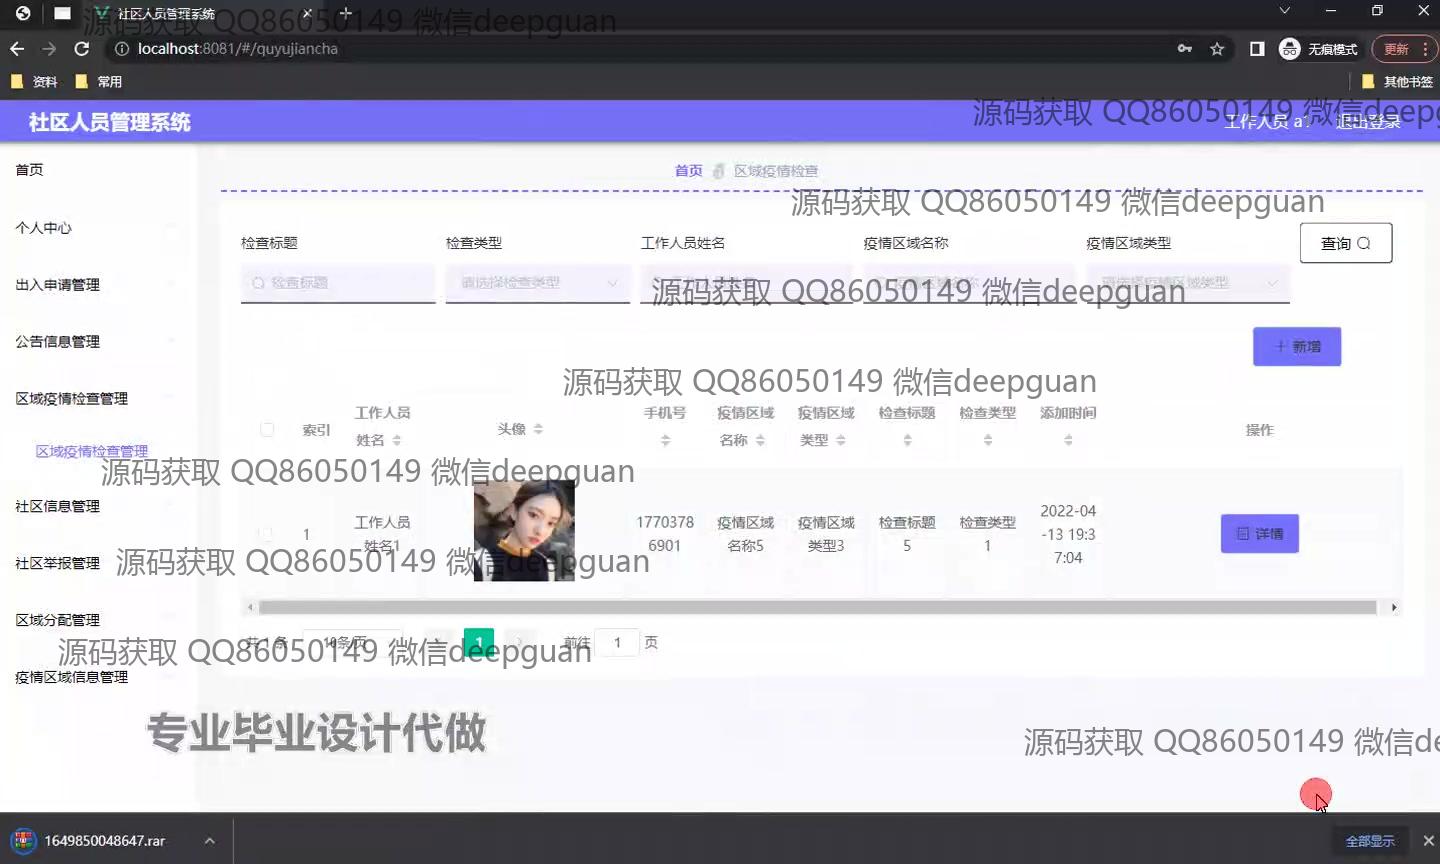 社区人员管理系统
源码获取 QQ86050149 微信deepguan
localhost:8081/#/quyujiancha
无痕模式
更新
资料
常用
其他书签
社区人员管理系统
源码获取 QQ86050149 微信deepg
工作人员 a1
退出登录
首页
首页
区域疫情检查
源码获取 QQ86050149 微信deepguan
个人中心
检查标题
检查类型
工作人员姓名
疫情区域名称
疫情区域类型
查询
出入申请管理
检查标题
请选择检查类型
请选择疫情区域类型
源码获取 QQ86050149 微信deepguan
公告信息管理
新增
源码获取 QQ86050149 微信deepguan
区域疫情检查管理
索引
工作人员
姓名
头像
手机号
疫情区域
名称
疫情区域
类型
检查标题
检查类型
添加时间
操作
区域疫情检查管理
源码获取 QQ86050149 微信deepguan
社区信息管理
1
工作人员
姓名1
1770378
6901
疫情区域
名称5
疫情区域
类型3
检查标题
5
检查类型
1
2022-04
-13 19:3
7:04
详情
社区举报管理
源码获取 QQ86050149 微信deepguan
区域分配管理
共 1 条
10条/页
1
前往
1
页
源码获取 QQ86050149 微信deepguan
疫情区域信息管理
专业毕业设计代做
源码获取 QQ86050149 微信de
1649850048647.rar
全部显示